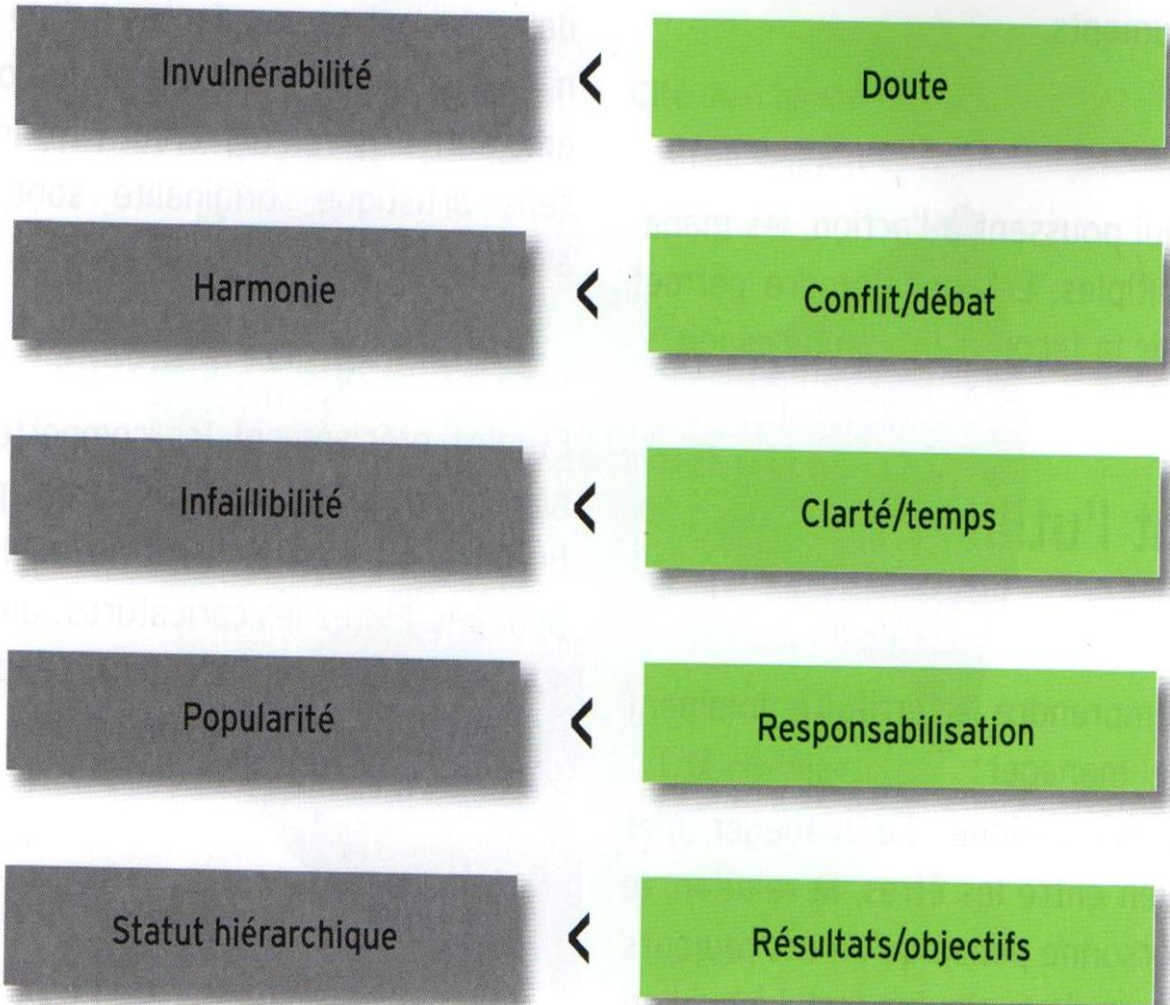 Invulnérabilité < Doute
Harmonie < Conflit/débat
Infaillibilité < Clarté/temps
Popularité < Responsabilisation
Statut hiérarchique < Résultats/objectifs